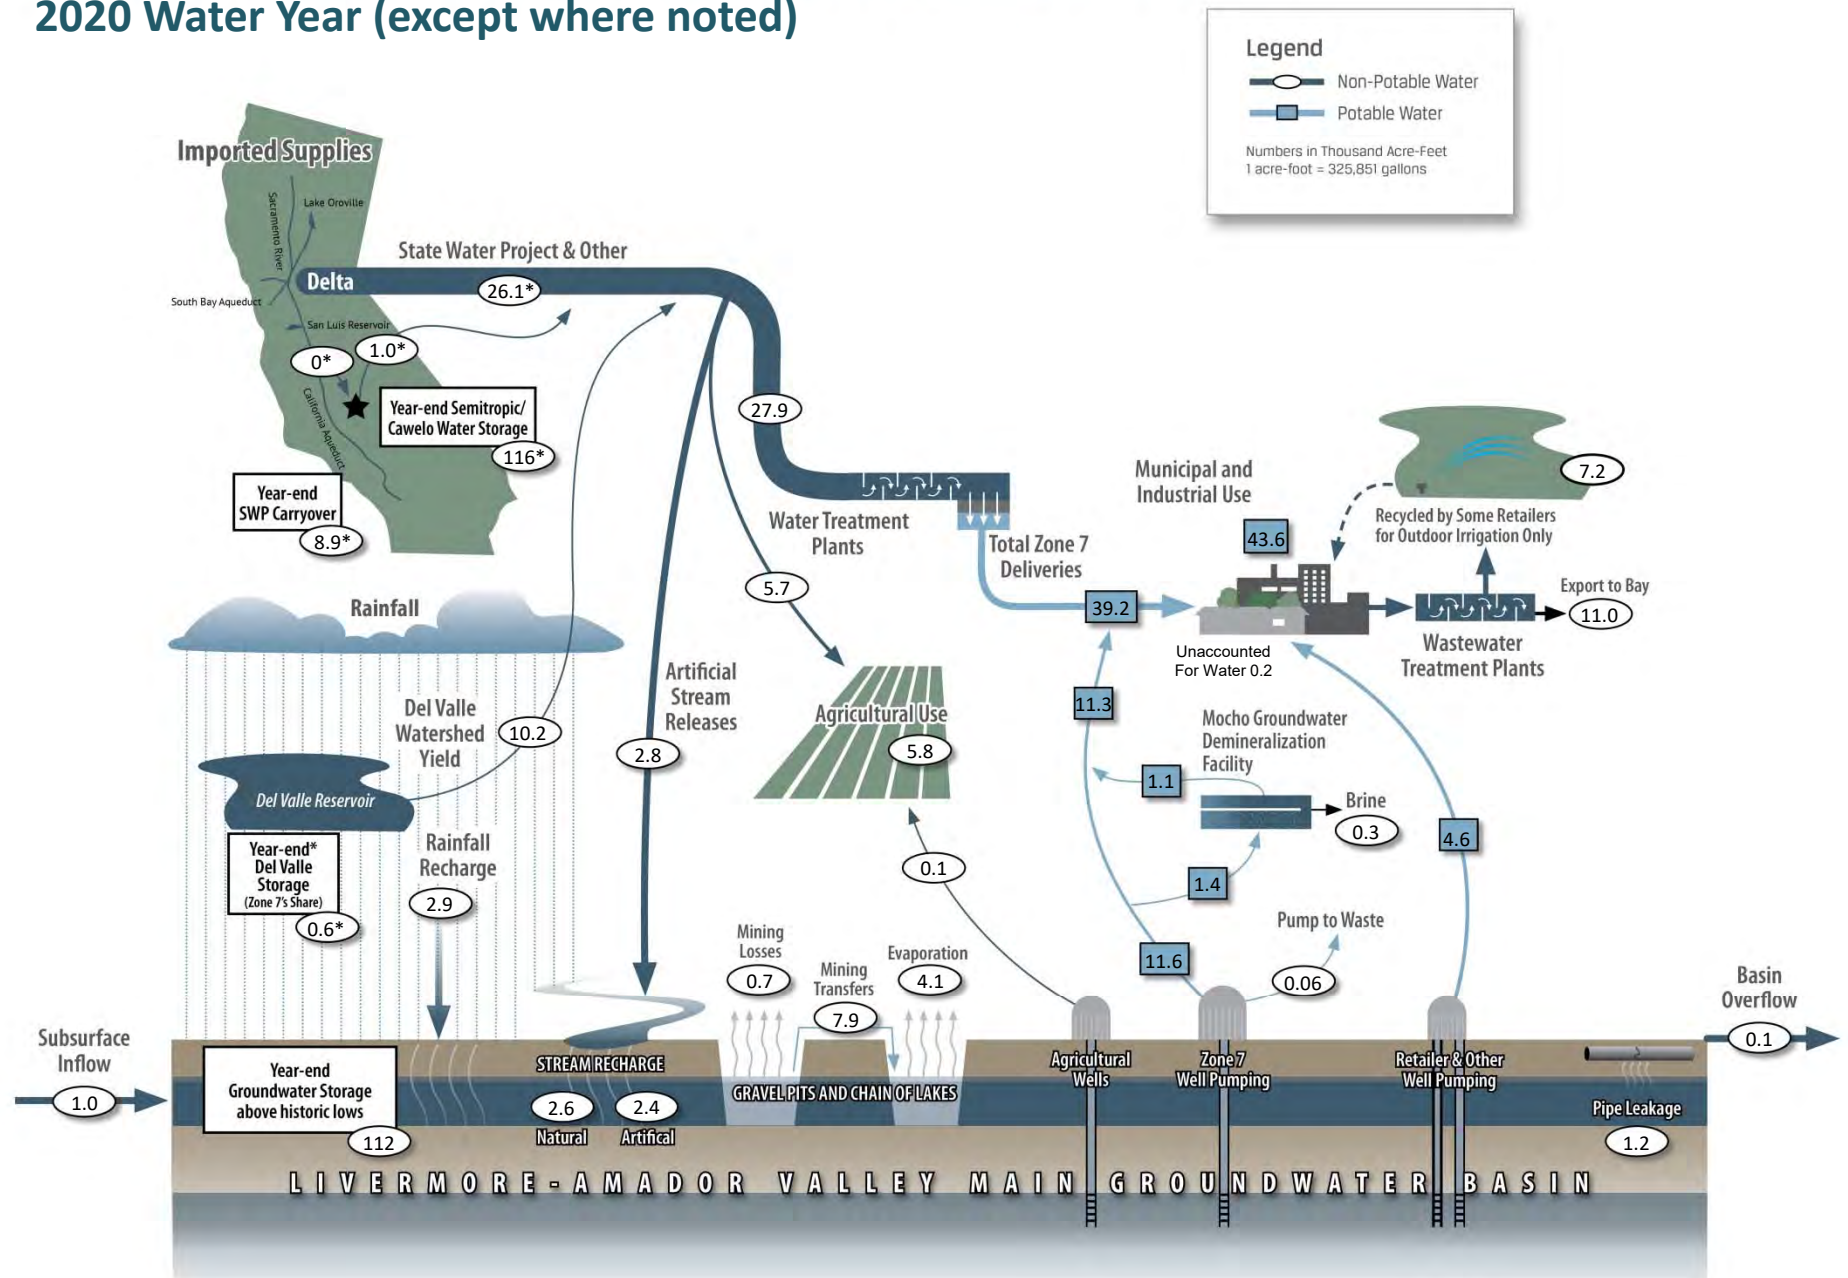 2020 Water Year (except where noted)
Legend
Non-Potable Water
Potable Water
Numbers in Thousand Acre-Feet
1 acre-foot = 325,851 gallons
Imported Supplies
Sacramento River
Lake Oroville
State Water Project & Other
Delta
26.1*
South Bay Aqueduct
San Luis Reservoir
0*
1.0*
California Aqueduct
Year-end Semitropic/
Cawelo Water Storage
116*
Year-end
SWP Carryover
8.9*
27.9
Water Treatment
Plants
Total Zone 7
Deliveries
39.2
Municipal and
Industrial Use
43.6
Unaccounted
For Water 0.2
7.2
Recycled by Some Retailers
for Outdoor Irrigation Only
Export to Bay
11.0
Wastewater
Treatment Plants
Rainfall
Del Valle
Watershed
Yield
10.2
Del Valle Reservoir
Year-end*
Del Valle
Storage
(Zone 7's Share)
0.6*
Rainfall
Recharge
2.9
Artificial
Stream
Releases
2.8
5.7
Agricultural Use
5.8
0.1
11.3
Mocho Groundwater
Demineralization
Facility
1.1
Brine
0.3
1.4
4.6
11.6
Pump to Waste
0.06
Mining
Losses
0.7
Mining
Transfers
7.9
Evaporation
4.1
Basin
Overflow
0.1
Subsurface
Inflow
1.0
Year-end
Groundwater Storage
above historic lows
112
STREAM RECHARGE
2.6
Natural
2.4
Artifical
GRAVEL PITS AND CHAIN OF LAKES
Agricultural
Wells
Zone 7
Well Pumping
Retailer & Other
Well Pumping
Pipe Leakage
1.2
LIVERMORE-AMADOR VALLEY MAIN GROUNDWATER BASIN